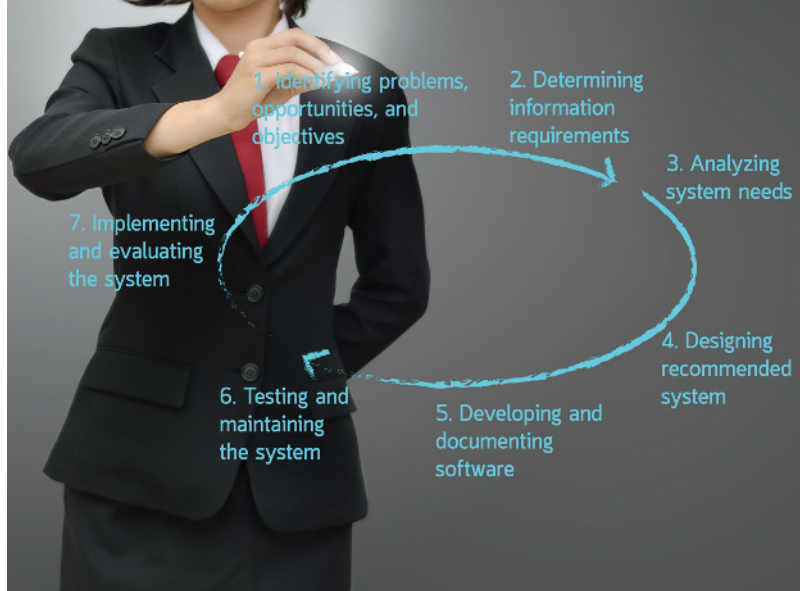 1. Identifying problems,
opportunities, and
objectives
2. Determining
information
requirements
3. Analyzing
system needs
4. Designing
recommended
system
5. Developing and
documenting
software
6. Testing and
maintaining
the system
7. Implementing
and evaluating
the system